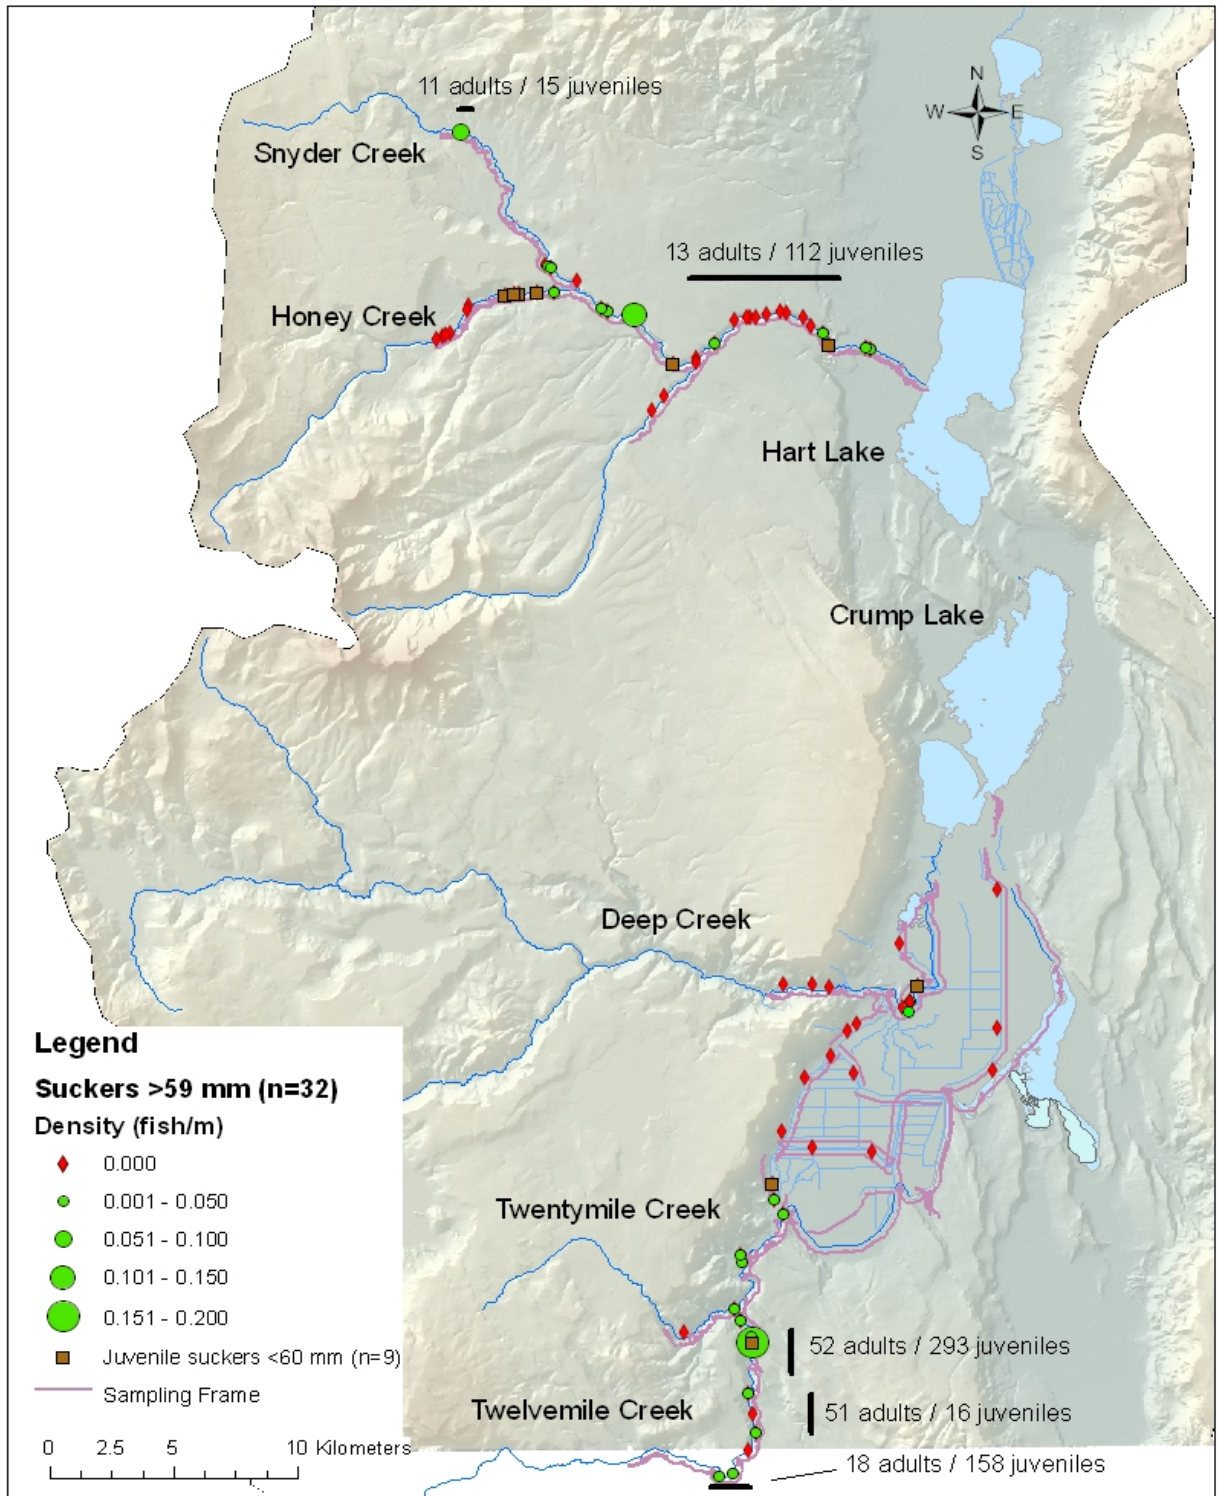 11 adults / 15 juveniles
N
W E
S
Snyder Creek
13 adults / 112 juveniles
Honey Creek
Hart Lake
Crump Lake
Deep Creek
Legend
Suckers >59 mm (n=32)
Density (fish/m)
0.000
0.001 - 0.050
0.051 - 0.100
0.101 - 0.150
0.151 - 0.200
Juvenile suckers <60 mm (n=9)
Sampling Frame
0 2.5 5 10 Kilometers
Twentymile Creek
52 adults / 293 juveniles
Twelvemile Creek
51 adults / 16 juveniles
18 adults / 158 juveniles